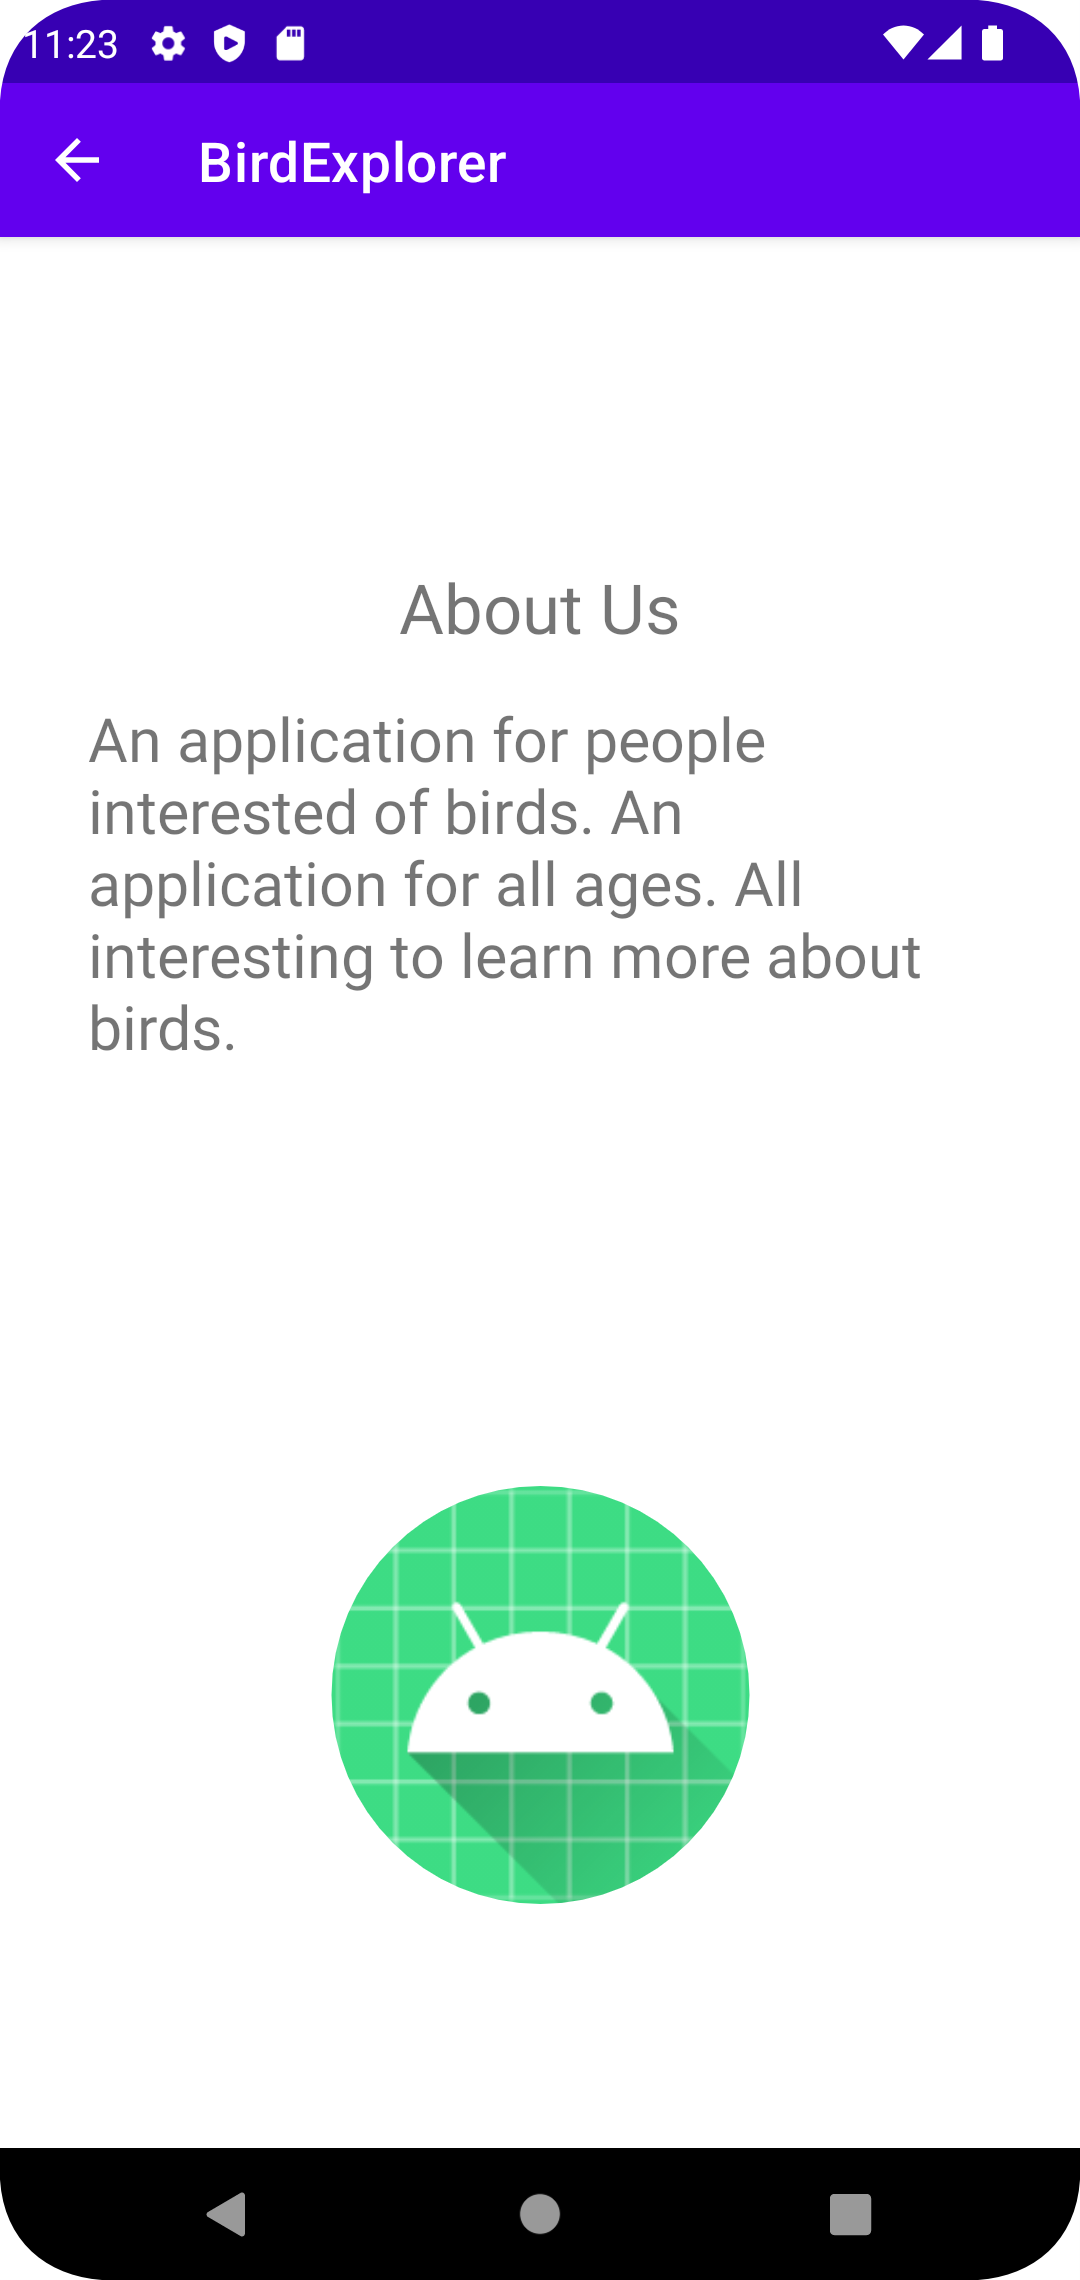 11:23
BirdExplorer
About Us
An application for people
interested of birds. An
application for all ages. All
interesting to learn more about
birds.